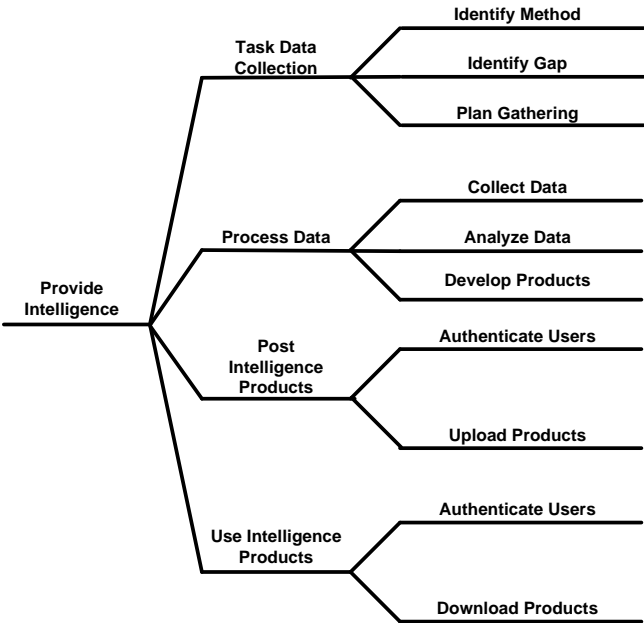 Provide
Intelligence
Task Data
Collection
Identify Method
Identify Gap
Plan Gathering
Process Data
Collect Data
Analyze Data
Develop Products
Post
Intelligence
Products
Authenticate Users
Upload Products
Use Intelligence
Products
Authenticate Users
Download Products